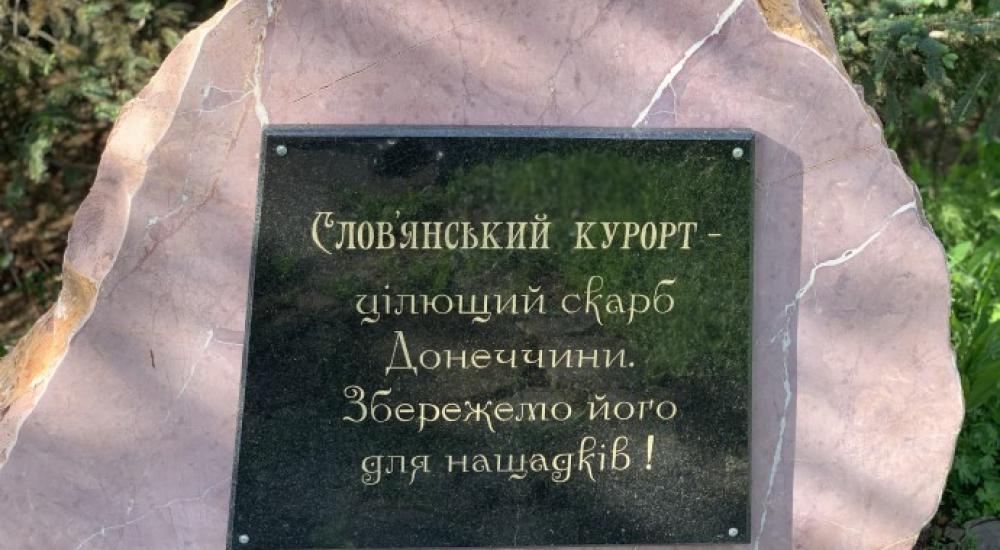 Слов'янський курорт -
цілющий скарб
Донеччини.
Збережемо його
для нащадків!